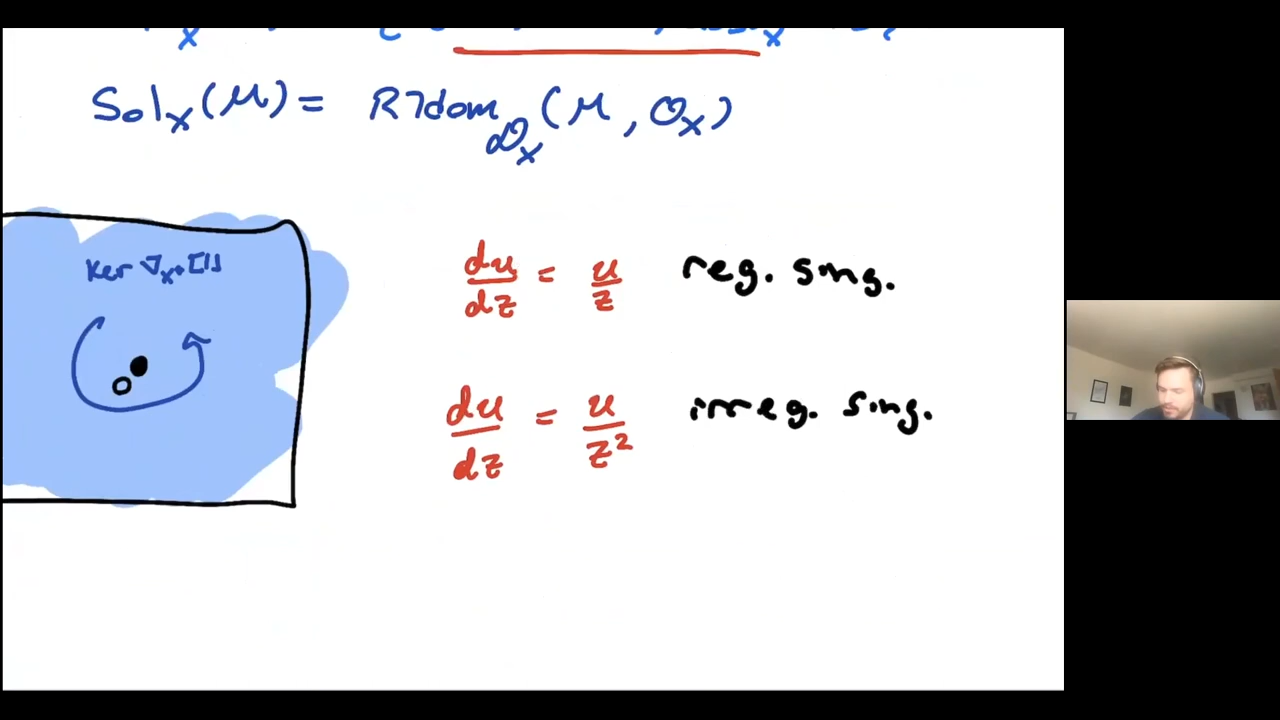 Sol_X(M) = RHom_{D_X}(M, O_X)
ker ∇_{X*}[1]
du/dz = u/z reg. sing.
du/dz = u/z² irreg. sing.